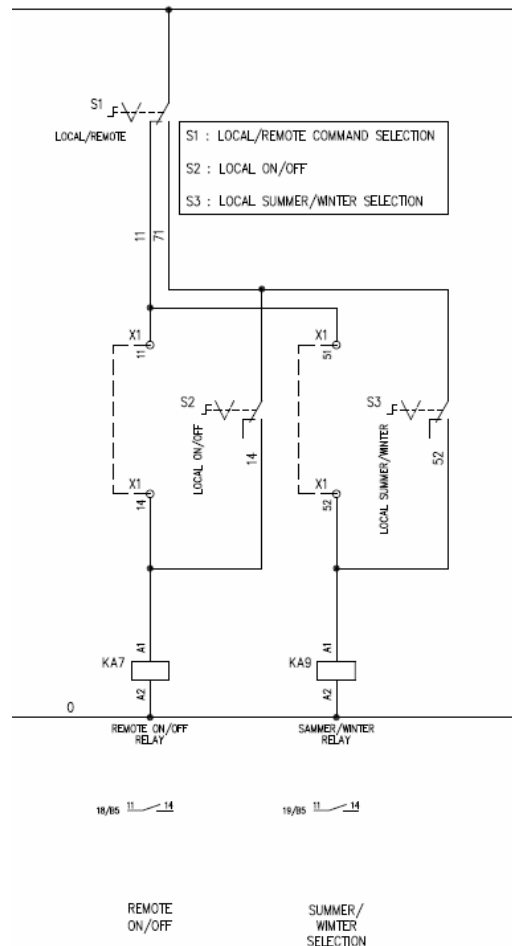 S1
LOCAL/REMOTE
S1 : LOCAL/REMOTE COMMAND SELECTION
S2 : LOCAL ON/OFF
S3 : LOCAL SUMMER/WINTER SELECTION
11
71
X1
11
X1
51
S2
LOCAL ON/OFF
14
S3
LOCAL SUMMER/WINTER
52
X1
14
X1
52
KA7
A1
A2
KA9
A1
A2
0
REMOTE ON/OFF
RELAY
SAMMER/WINTER
RELAY
18/B5 11 14
19/B5 11 14
REMOTE
ON/OFF
SUMMER/
WIMTER
SELECTION